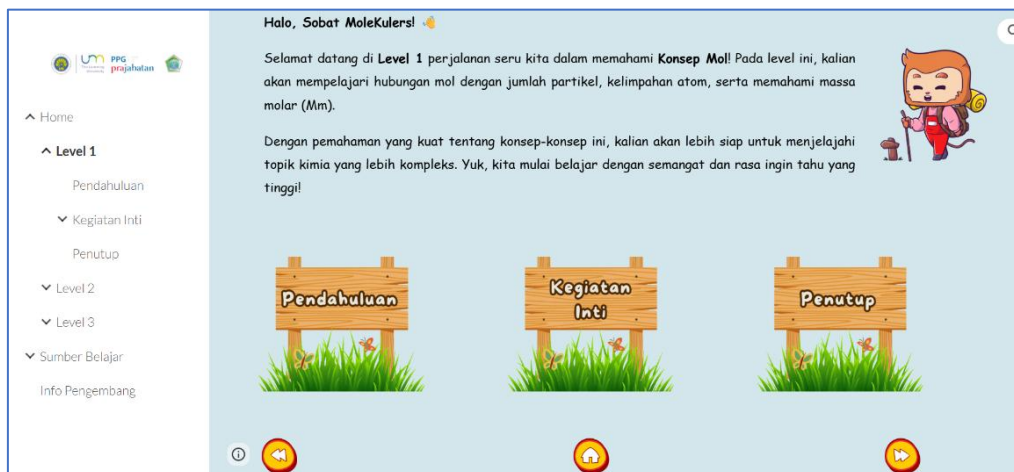 UM PPG
prajabatan
Home
Level 1
Pendahuluan
Kegiatan Inti
Penutup
Level 2
Level 3
Sumber Belajar
Info Pengembang
Halo, Sobat MoleKulers!
Selamat datang di Level 1 perjalanan seru kita dalam memahami Konsep Mol! Pada level ini, kalian
akan mempelajari hubungan mol dengan jumlah partikel, kelimpahan atom, serta memahami massa
molar (Mm).
Dengan pemahaman yang kuat tentang konsep-konsep ini, kalian akan lebih siap untuk menjelajahi
topik kimia yang lebih kompleks. Yuk, kita mulai belajar dengan semangat dan rasa ingin tahu yang
tinggi!
Pendahuluan
Kegiatan
Inti
Penutup